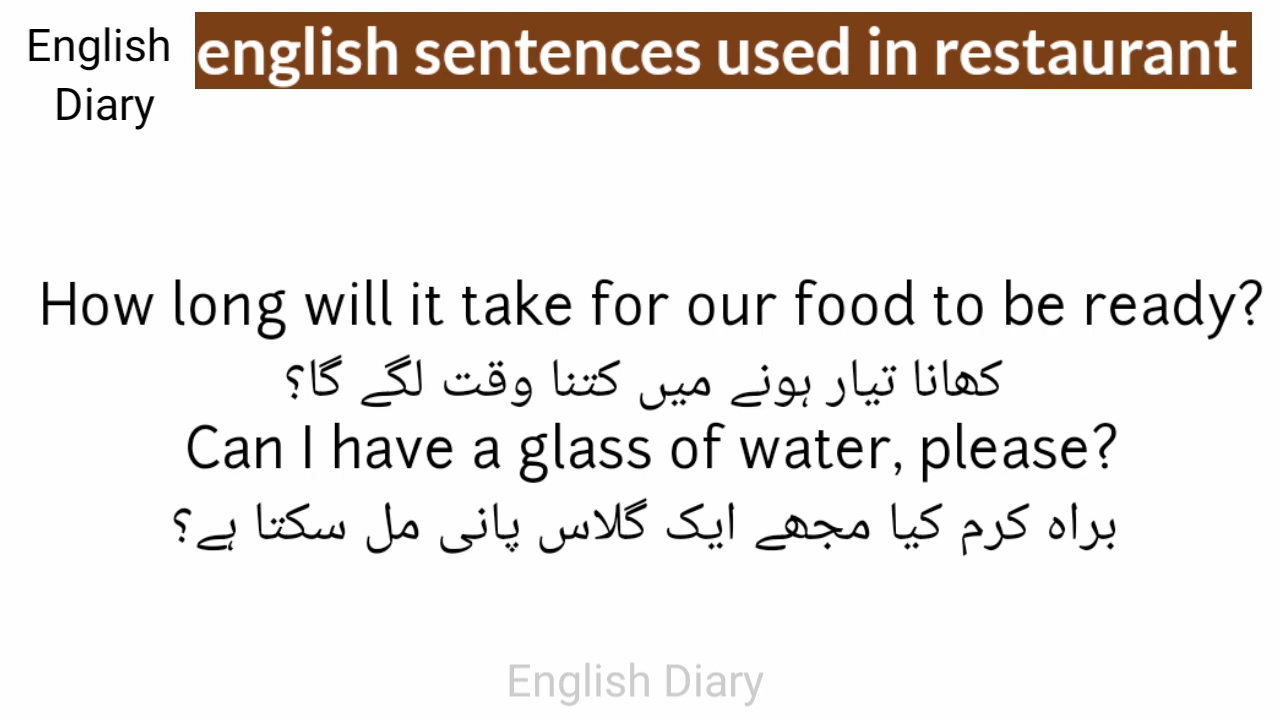 English
Diary
english sentences used in restaurant
How long will it take for our food to be ready?
کھانا تیار ہونے میں کتنا وقت لگے گا؟
Can I have a glass of water, please?
براہ کرم کیا مجھے ایک گلاس پانی مل سکتا ہے؟
English Diary